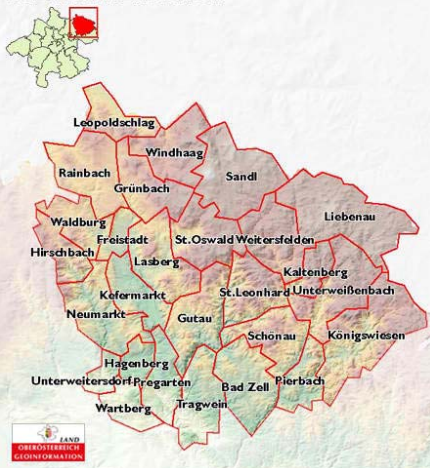 Leopoldschlag
Windhaag
Rainbach
Sandl
Grünbach
Liebenau
Waldburg
Freistadt
St.Oswald
Weitersfelden
Hirschbach
Lasberg
Kaltenberg
Kefermarkt
St.Leonhard
Unterweißenbach
Neumarkt
Gutau
Schönau
Königswiesen
Hagenberg
Unterweitersdorf
Pregarten
Bad Zell
Pierbach
Wartberg
Tragwein
LAND
OBERÖSTERREICH
GEOINFORMATION